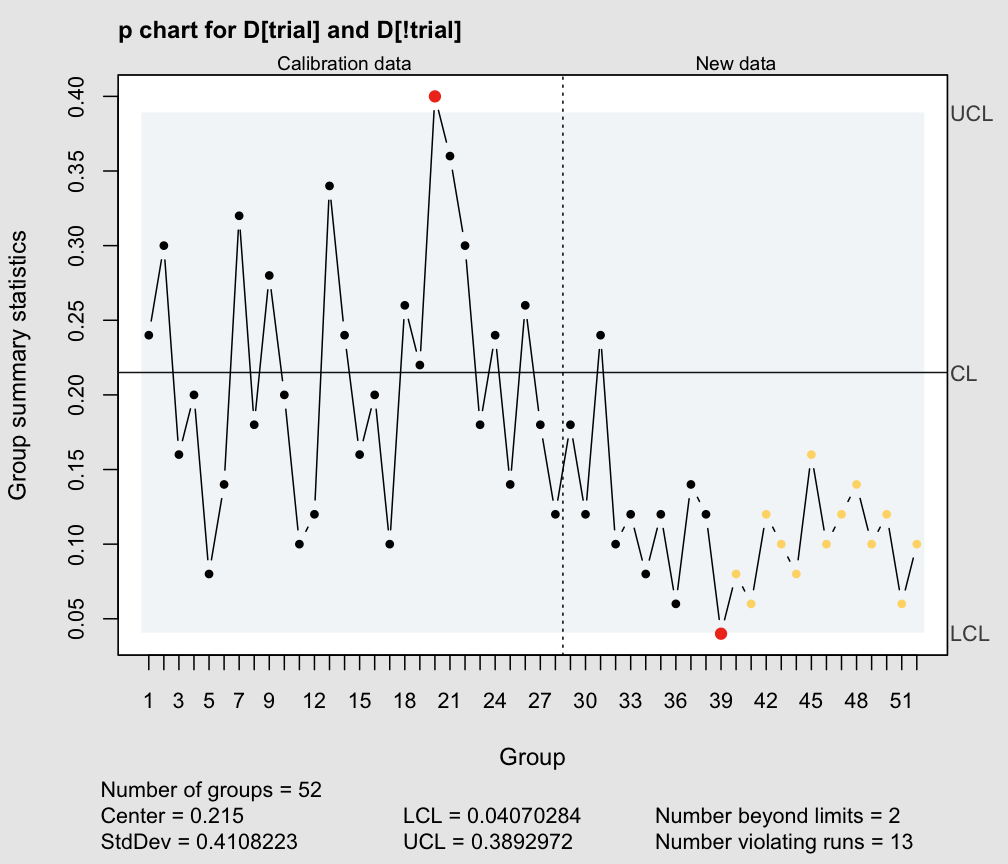 p chart for D[trial] and D[!trial]
Calibration data New data
0.40
UCL
0.35
0.30
0.25
CL
0.20
0.15
0.10
0.05
LCL
Group summary statistics
1 3 5 7 9 12 15 18 21 24 27 30 33 36 39 42 45 48 51
Group
Number of groups = 52
Center = 0.215 LCL = 0.04070284 Number beyond limits = 2
StdDev = 0.4108223 UCL = 0.3892972 Number violating runs = 13